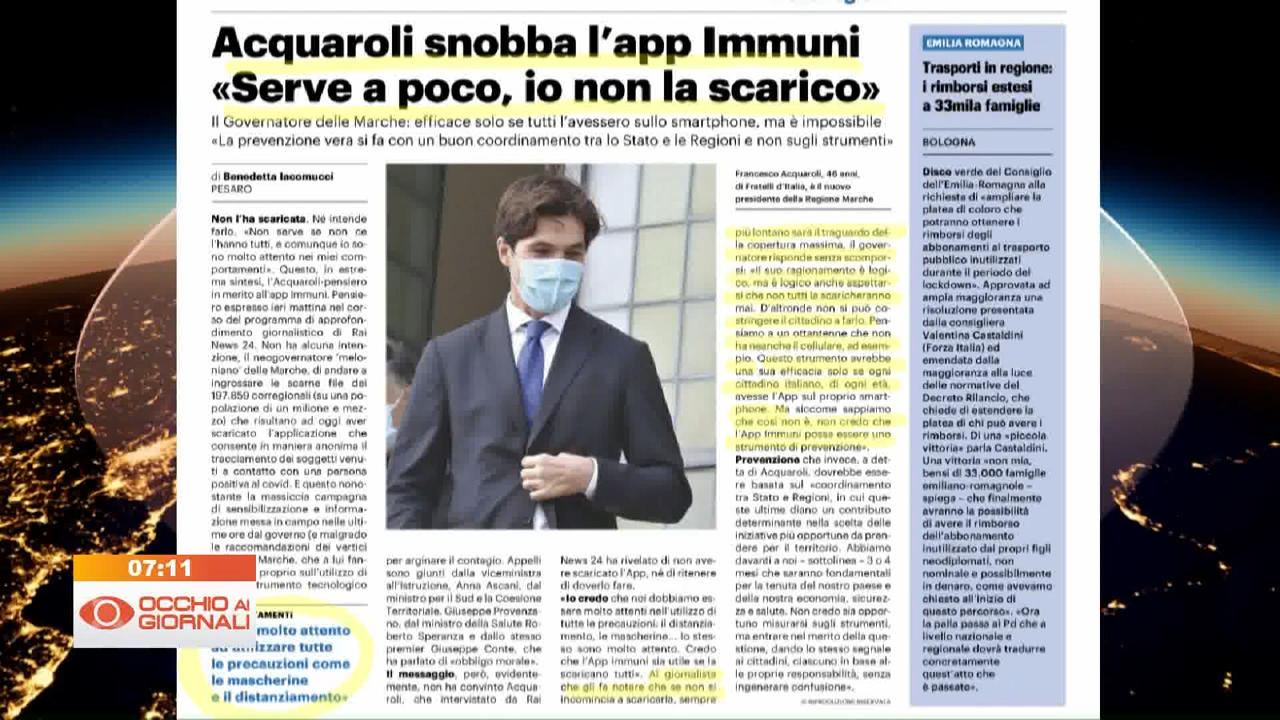 Acquaroli snobba l'app Immuni
«Serve a poco, io non la scarico»
Il Governatore delle Marche: efficace solo se tutti l'avessero sullo smartphone, ma è impossibile
«La prevenzione vera si fa con un buon coordinamento tra lo Stato e le Regioni e non sugli strumenti»
di Benedetta Iacomucci
PESARO
Non l'ha scaricata. Né intende
farlo. «Non serve se non ce
l'hanno tutti, e comunque io so-
no molto attento nei miei com-
portamenti». Questo, in estre-
ma sintesi, l'Acquaroli-pensiero
in merito all'app Immuni. Pensie-
ro espresso ieri mattina nel cor-
so del programma di approfon-
dimento giornalistico di Rai
News 24. Non ha alcuna inten-
zione, il neogovernatore 'melo-
niano' delle Marche, di andare a
ingrossare le scarne file dei
197.859 corregionali (su una po-
polazione di un milione e mez-
zo) che risultano ad oggi aver
scaricato l'applicazione che
consente in maniera anonima il
tracciamento dei soggetti venu-
ti a contatto con una persona
positiva al covid. E questo nono-
stante la massiccia campagna
di sensibilizzazione e informa-
zione messa in campo nelle ulti-
me ore dal governo (e malgrado
le raccomandazioni dei vertici
Marche, che a lui fan-
proprio sull'utilizzo di
rumento tecnologico
AMENTI
molto attento
ad utilizzare tutte
le precauzioni come
le mascherine
e il distanziamento»
per arginare il contagio. Appelli
sono giunti dalla viceministra
all'Istruzione, Anna Ascani, dal
ministro per il Sud e la Coesione
Territoriale, Giuseppe Provenza-
no, dal ministro della Salute Ro-
berto Speranza e dallo stesso
premier Giuseppe Conte, che
ha parlato di «obbligo morale».
Il messaggio, però, evidente-
mente, non ha convinto Acqua-
roli, che intervistato da Rai
News 24 ha rivelato di non ave-
re scaricato l'App, né di ritenere
di doverlo fare.
«Io credo che noi dobbiamo es-
sere molto attenti nell'utilizzo di
tutte le precauzioni: il distanzia-
mento, le mascherine... Io stes-
so sono molto attento. Credo
che l'App Immuni sia utile se la
scaricano tutti». Al giornalista
che gli fa notare che se non si
incomincia a scaricarla, sempre
Francesco Acquaroli, 46 anni,
di Fratelli d'Italia, è il nuovo
presidente della Regione Marche
più lontano sarà il traguardo del-
la copertura massima, il gover-
natore risponde senza scompor-
si: «Il suo ragionamento è logi-
co, ma è logico anche aspettar-
si che non tutti la scaricheranno
mai. D'altronde non si può co-
stringere il cittadino a farlo. Pen-
siamo a un ottantenne che non
ha neanche il cellulare, ad esem-
pio. Questo strumento avrebbe
una sua efficacia solo se ogni
cittadino italiano, di ogni età,
avesse l'App sul proprio smart-
phone. Ma siccome sappiamo
che così non è, non credo che
l'App Immuni possa essere uno
strumento di prevenzione».
Prevenzione che invece, a det-
ta di Acquaroli, dovrebbe esse-
re basata sul «coordinamento
tra Stato e Regioni, in cui que-
ste ultime diano un contributo
determinante nella scelta delle
iniziative più opportune da pren-
dere per il territorio. Abbiamo
davanti a noi – sottolinea – 3 o 4
mesi che saranno fondamentali
per la tenuta del nostro paese e
della nostra economia, sicurez-
za e salute. Non credo sia oppor-
tuno misurarsi sugli strumenti,
ma entrare nel merito della que-
stione, dando lo stesso segnale
ai cittadini, ciascuno in base al-
le proprie responsabilità, senza
ingenerare confusione».
© RIPRODUZIONE RISERVATA
EMILIA ROMAGNA
Trasporti in regione:
i rimborsi estesi
a 33mila famiglie
BOLOGNA
Disco verde del Consiglio
dell'Emilia-Romagna alla
richiesta di «ampliare la
platea di coloro che
potranno ottenere i
rimborsi degli
abbonamenti al trasporto
pubblico inutilizzati
durante il periodo del
lockdown». Approvata ad
ampia maggioranza una
risoluzione presentata
dalla consigliera
Valentina Castaldini
(Forza Italia) ed
emendata dalla
maggioranza alla luce
delle normative del
Decreto Rilancio, che
chiede di estendere la
platea di chi può avere i
rimborsi. Di una «piccola
vittoria» parla Castaldini.
Una vittoria «non mia,
bensì di 33.000 famiglie
emiliano-romagnole –
spiega – che finalmente
avranno la possibilità
di avere il rimborso
dell'abbonamento
inutilizzato dai propri figli
neodiplomati, non
nominale e possibilmente
in denaro, come avevamo
chiesto all'inizio di
questo percorso». «Ora
la palla passa ai Pd che a
livello nazionale e
regionale dovrà tradurre
concretamente
quest'atto che
è passato».
07:11
OCCHIO AI
GIORNALI